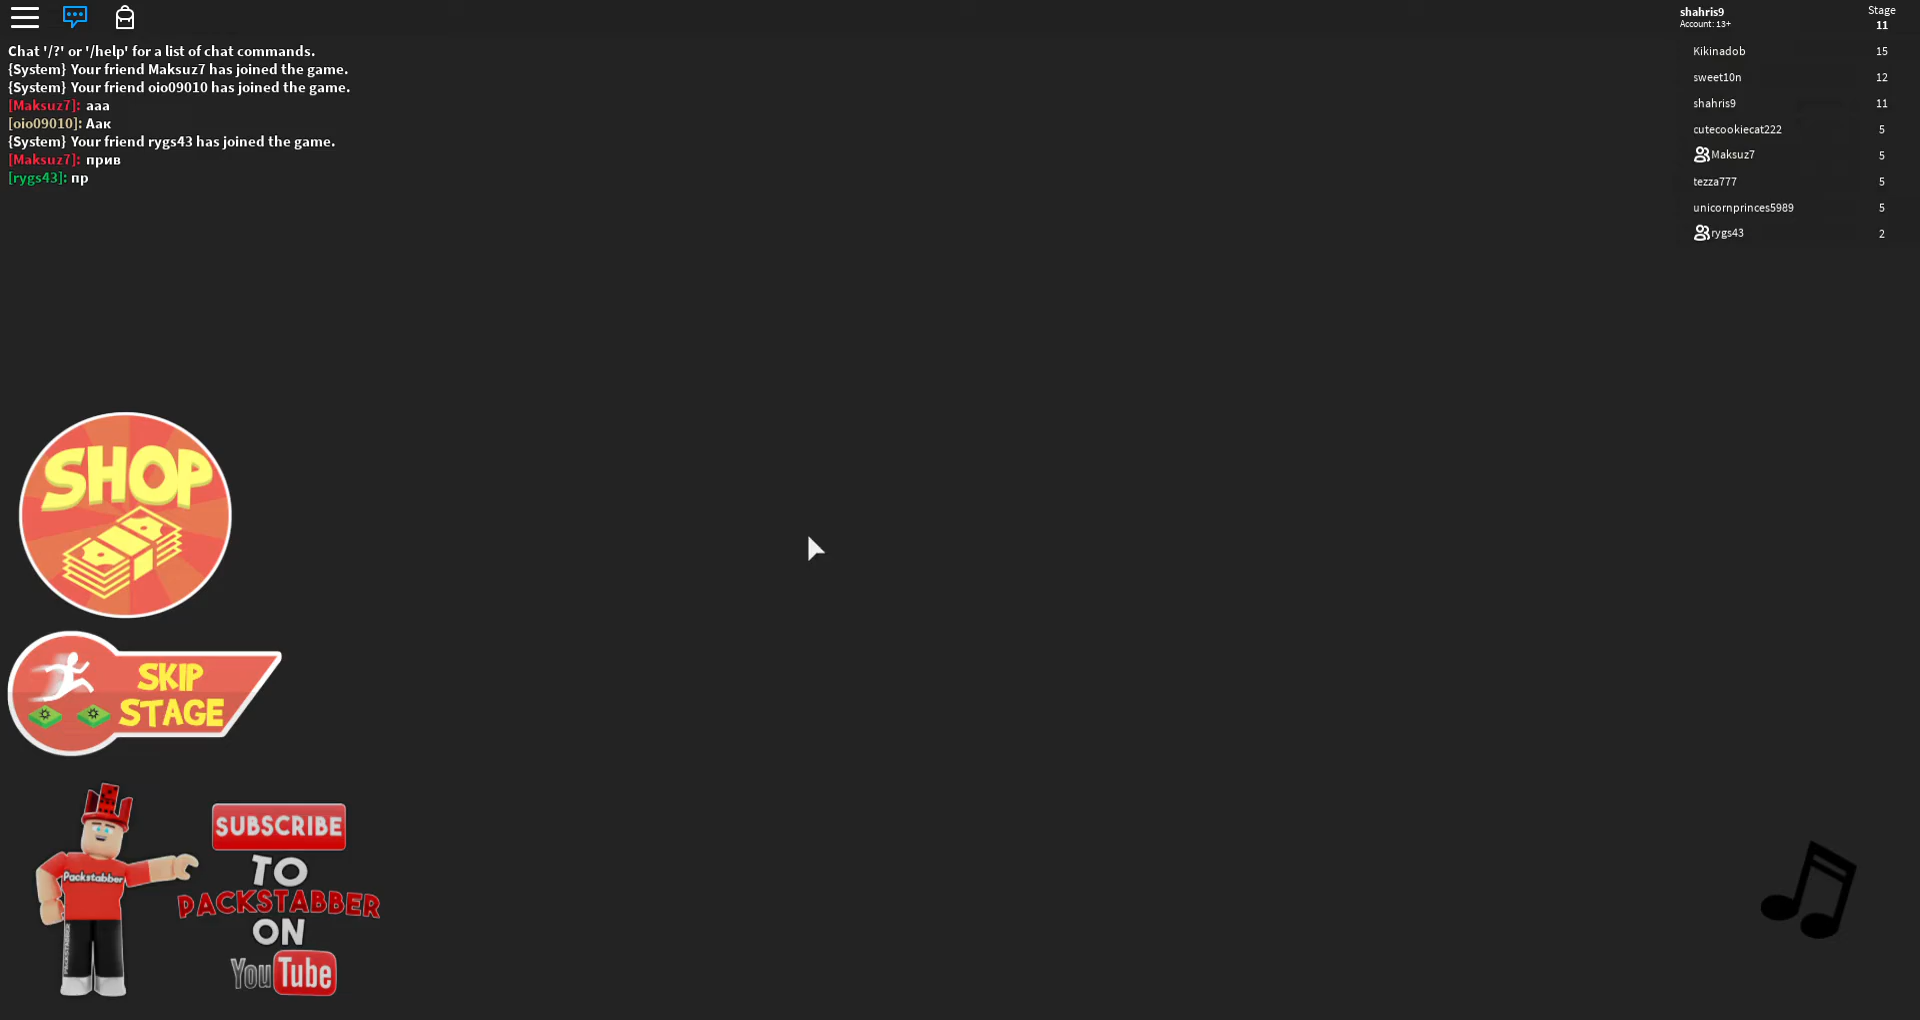 Chat '/?' or '/help' for a list of chat commands.
{System} Your friend Maksuz7 has joined the game.
{System} Your friend oio09010 has joined the game.
[Maksuz7]: aaa
[oio09010]: Аак
{System} Your friend rygs43 has joined the game.
[Maksuz7]: прив
[rygs43]: пр
shahris9
Account: 13+
Stage
11
Kikinadob 15
sweet10n 12
shahris9 11
cutecookiecat222 5
Maksuz7 5
tezza777 5
unicornprinces5989 5
rygs43 2
SHOP
SKIP
STAGE
Packstabber
PACKSTABBER
SUBSCRIBE
TO
PACKSTABBER
ON
YouTube